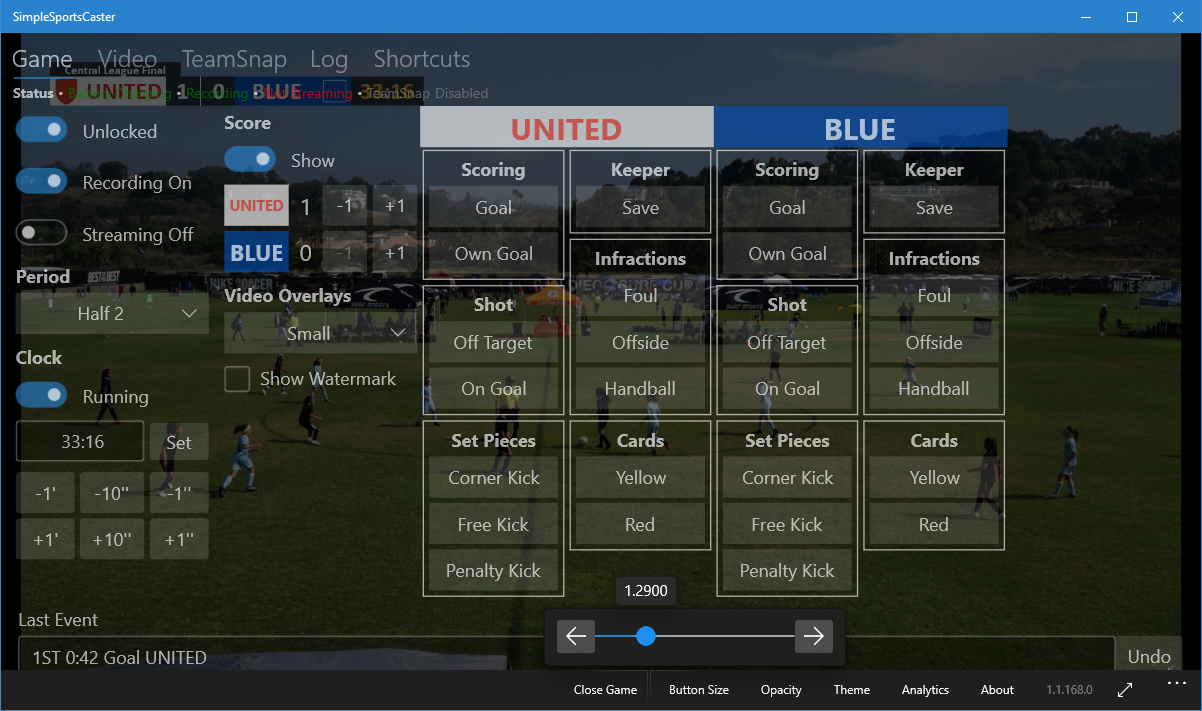 SimpleSportsCaster
Game Video TeamSnap Log Shortcuts
Central League Final
UNITED 1 0 BLUE 33:16
Status • • Recording • Streaming • TeamSnap Disabled
Unlocked
Recording On
Streaming Off
Period
Half 2
Clock
Running
33:16 Set
-1' -10'' -1''
+1' +10'' +1''
Score
Show
UNITED 1 -1 +1
BLUE 0 -1 +1
Video Overlays
Small
Show Watermark
UNITED
Scoring
Goal
Own Goal
Shot
Off Target
On Goal
Set Pieces
Corner Kick
Free Kick
Penalty Kick
Keeper
Save
Infractions
Foul
Offside
Handball
Cards
Yellow
Red
BLUE
Scoring
Goal
Own Goal
Shot
Off Target
On Goal
Set Pieces
Corner Kick
Free Kick
Penalty Kick
Keeper
Save
Infractions
Foul
Offside
Handball
Cards
Yellow
Red
1.2900
Last Event
1ST 0:42 Goal UNITED
Undo
Close Game Button Size Opacity Theme Analytics About 1.1.168.0